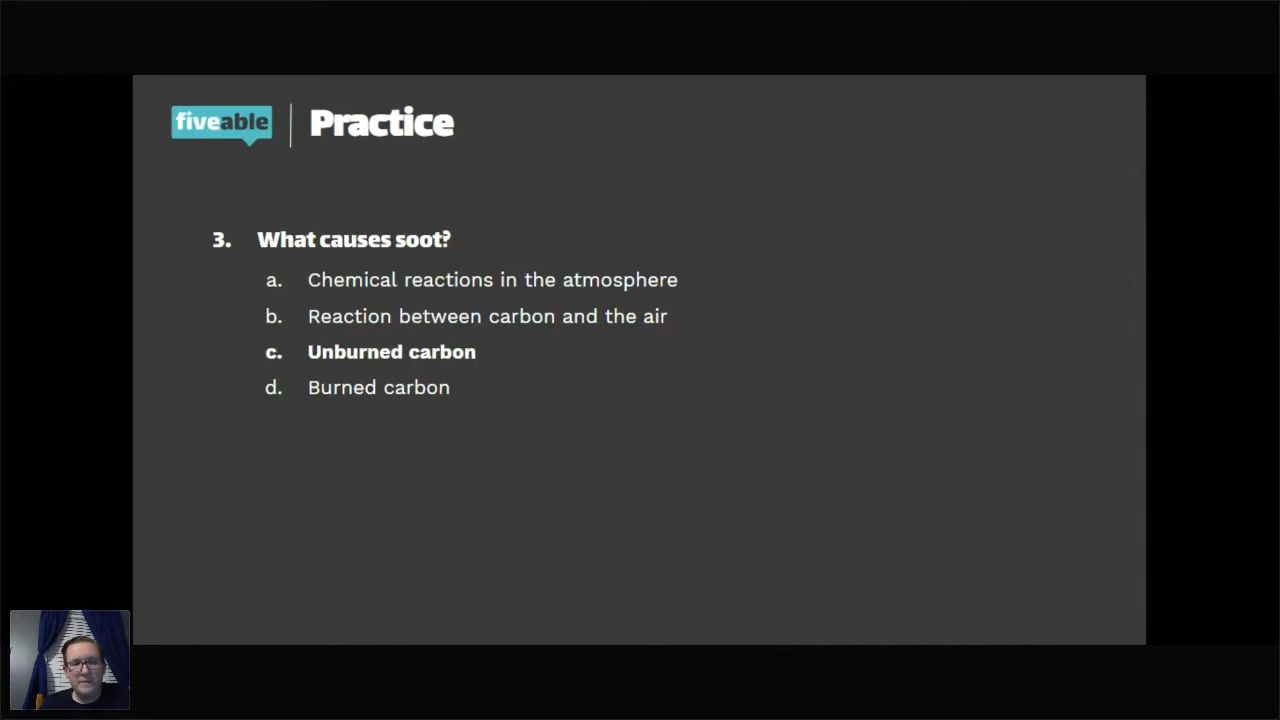 fiveable | Practice
3. What causes soot?
a. Chemical reactions in the atmosphere
b. Reaction between carbon and the air
c. Unburned carbon
d. Burned carbon